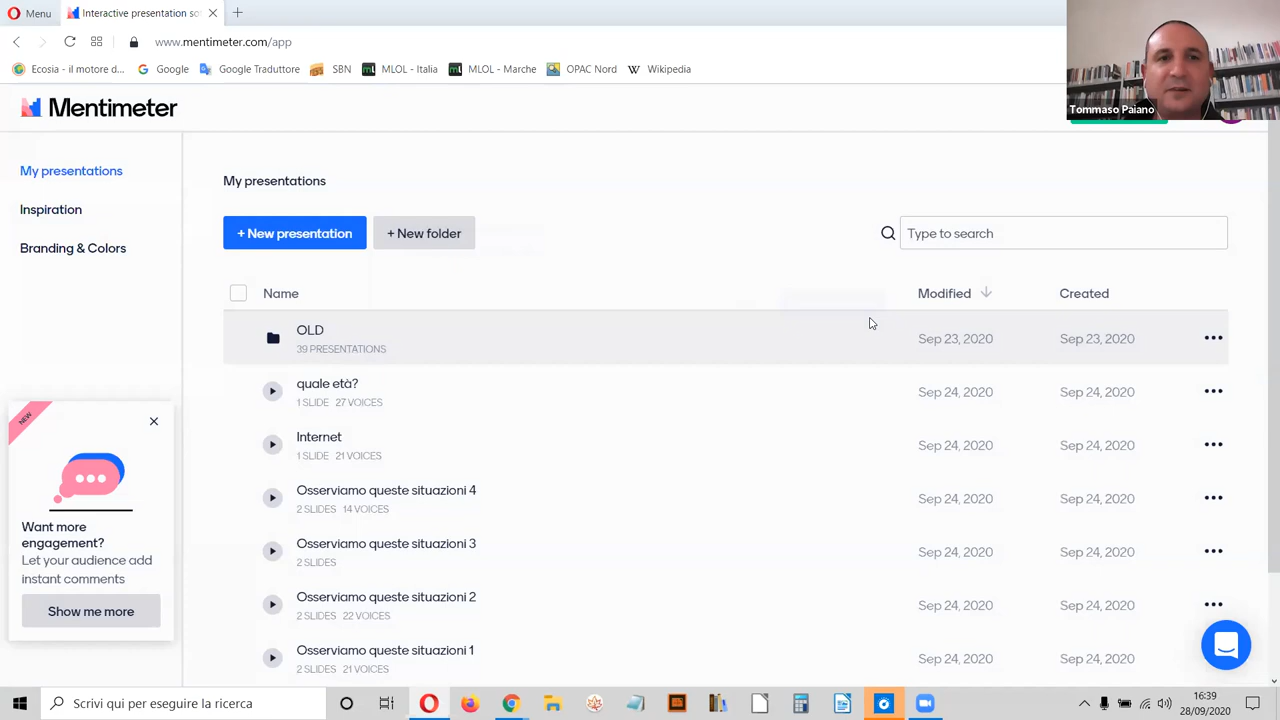 Menu
Interactive presentation so
www.mentimeter.com/app
Ecosia - il motore d...
Google
Google Traduttore
SBN
MLOL - Italia
MLOL - Marche
OPAC Nord
Wikipedia
Tommaso Paiano
Mentimeter
My presentations
Inspiration
Branding & Colors
My presentations
+ New presentation
+ New folder
Type to search
Name
Modified
Created
OLD
39 PRESENTATIONS
Sep 23, 2020
Sep 23, 2020
quale età?
1 SLIDE 27 VOICES
Sep 24, 2020
Sep 24, 2020
Internet
1 SLIDE 21 VOICES
Sep 24, 2020
Sep 24, 2020
Osserviamo queste situazioni 4
2 SLIDES 14 VOICES
Sep 24, 2020
Sep 24, 2020
Osserviamo queste situazioni 3
2 SLIDES
Sep 24, 2020
Sep 24, 2020
Osserviamo queste situazioni 2
2 SLIDES 22 VOICES
Sep 24, 2020
Sep 24, 2020
Osserviamo queste situazioni 1
2 SLIDES 21 VOICES
Sep 24, 2020
Sep 24, 2020
NEW
Want more
engagement?
Let your audience add
instant comments
Show me more
Scrivi qui per eseguire la ricerca
16:39
28/09/2020